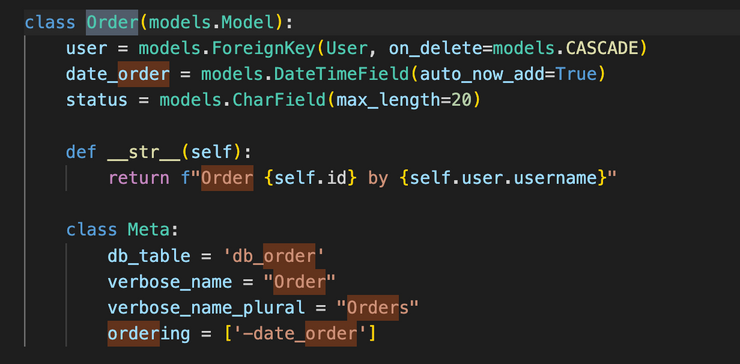 class Order(models.Model):
    user = models.ForeignKey(User, on_delete=models.CASCADE)
    date_order = models.DateTimeField(auto_now_add=True)
    status = models.CharField(max_length=20)
    def __str__(self):
        return f"Order {self.id} by {self.user.username}"
    class Meta:
        db_table = 'db_order'
        verbose_name = "Order"
        verbose_name_plural = "Orders"
        ordering = ['-date_order']